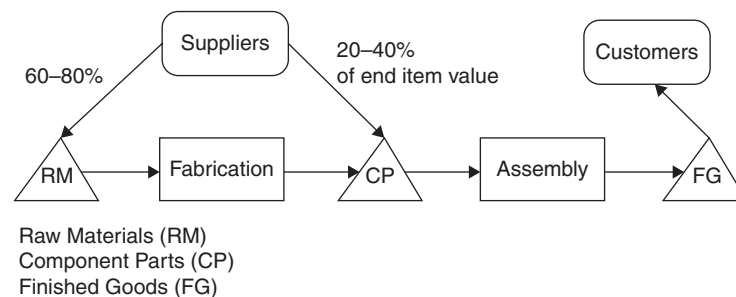 Suppliers
Customers
60–80%
20–40%
of end item value
RM
Fabrication
CP
Assembly
FG
Raw Materials (RM)
Component Parts (CP)
Finished Goods (FG)